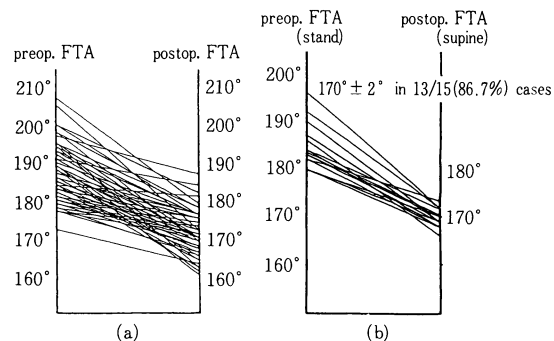 preop. FTA
postop. FTA
210°
200°
190°
180°
170°
160°
210°
200°
190°
180°
170°
160°
(a)
preop. FTA
(stand)
postop. FTA
(supine)
200°
190°
180°
170°
160°
170° ± 2° in 13/15(86.7%) cases
180°
170°
(b)